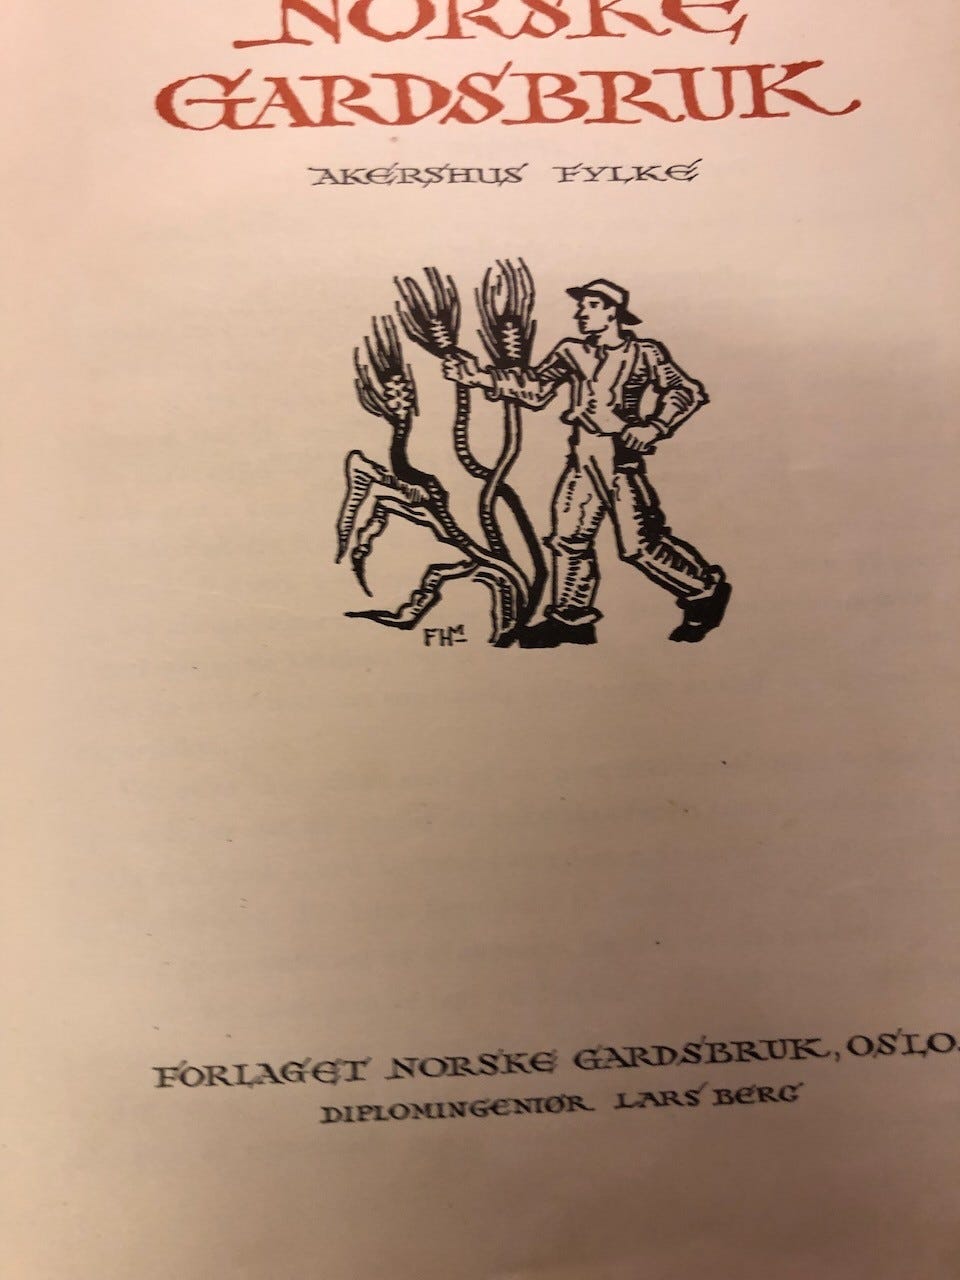 NORSKE
GARDSBRUK
AKERSHUS FYLKE
FHM
FORLAGET NORSKE GARDSBRUK, OSLO.
DIPLOMINGENIØR LARS BERG